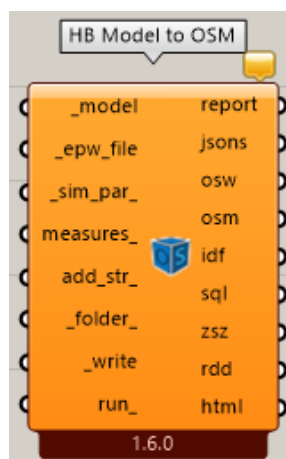 HB Model to OSM
_model
_epw_file
_sim_par_
measures_
add_str_
_folder_
_write
run_
OS
report
jsons
osw
osm
idf
sql
zsz
rdd
html
1.6.0